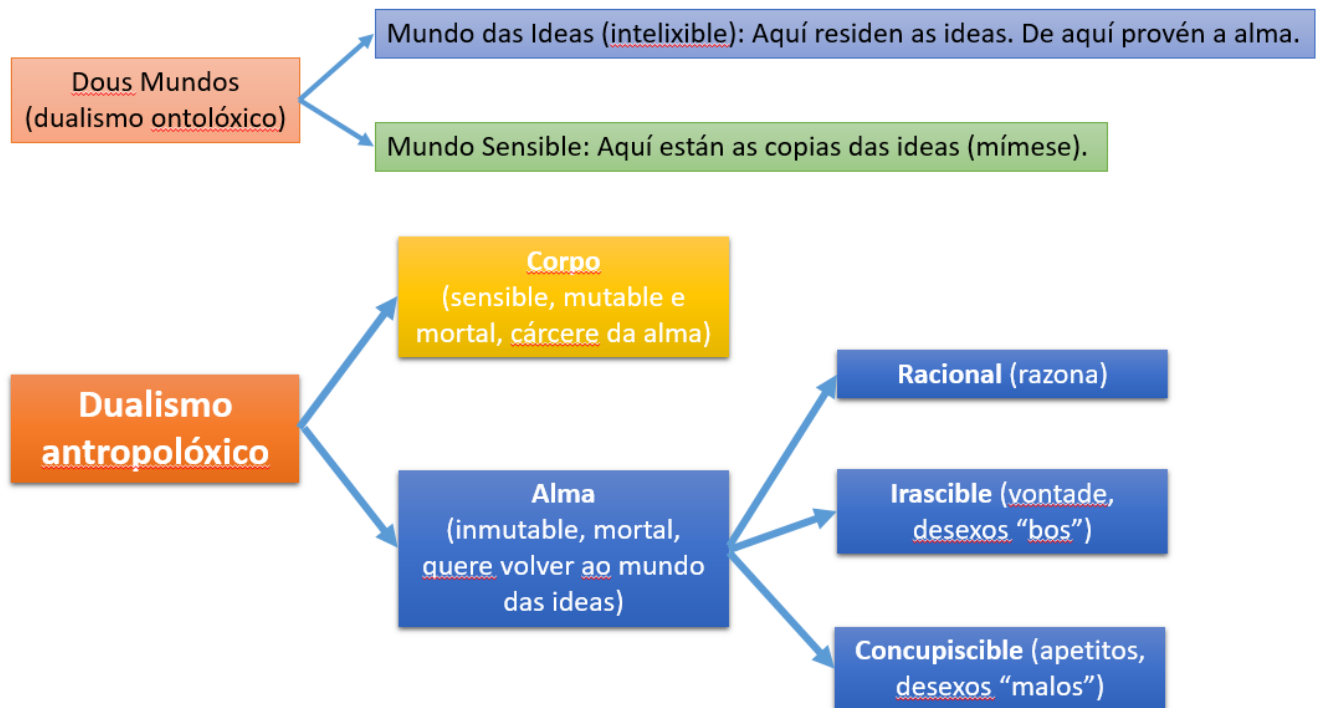 Mundo das Ideas (intelixible): Aquí residen as ideas. De aquí provén a alma.
Dous Mundos
(dualismo ontolóxico)
Mundo Sensible: Aquí están as copias das ideas (mímese).
Corpo
(sensible, mutable e
mortal, cárcere da alma)
Dualismo
antropolóxico
Alma
(inmutable, mortal,
quere volver ao mundo
das ideas)
Racional (razona)
Irascible (vontade,
desexos “bos”)
Concupiscible (apetitos,
desexos “malos”)